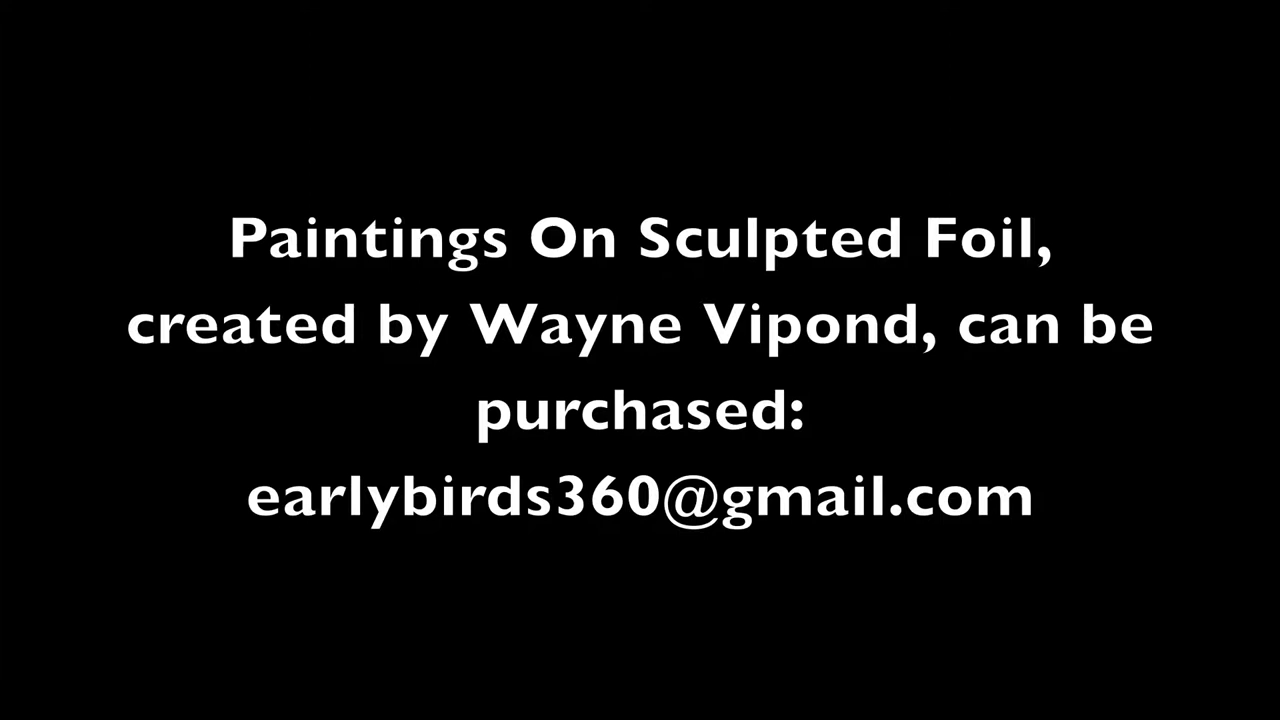 Paintings On Sculpted Foil,
created by Wayne Vipond, can be
purchased:
earlybirds360@gmail.com